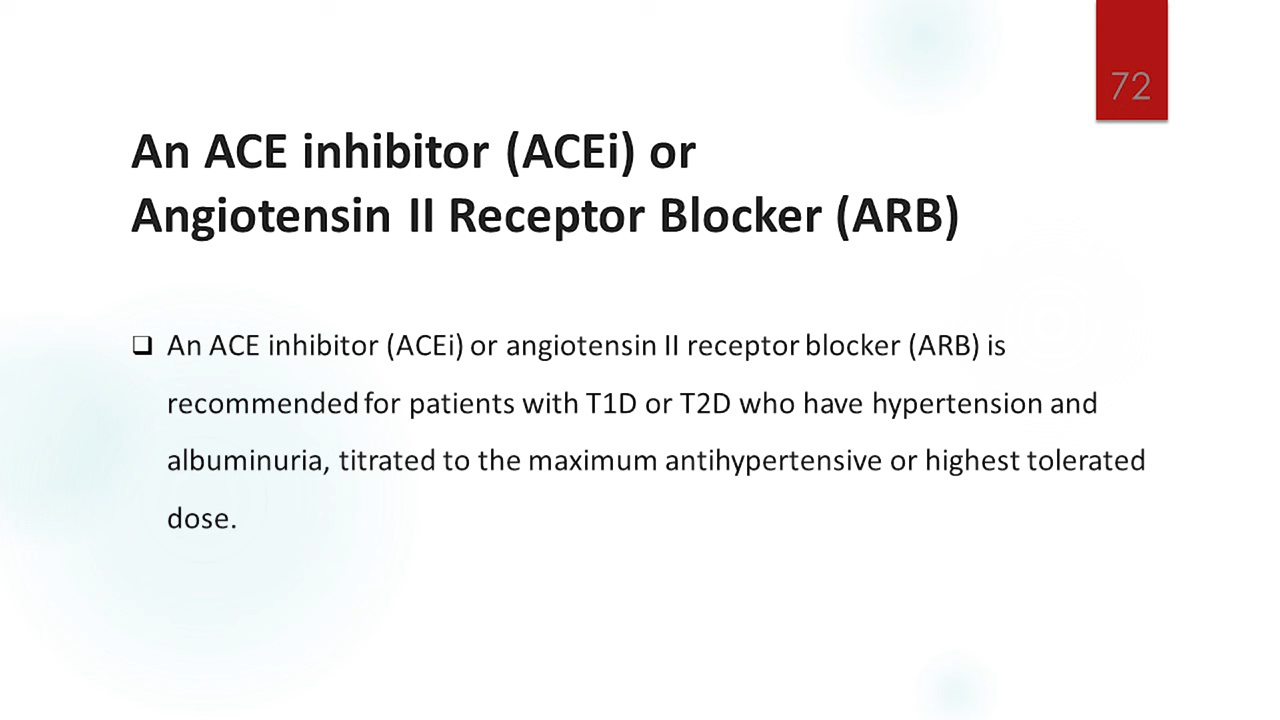 72
An ACE inhibitor (ACEi) or
Angiotensin II Receptor Blocker (ARB)
❑ An ACE inhibitor (ACEi) or angiotensin II receptor blocker (ARB) is
recommended for patients with T1D or T2D who have hypertension and
albuminuria, titrated to the maximum antihypertensive or highest tolerated
dose.